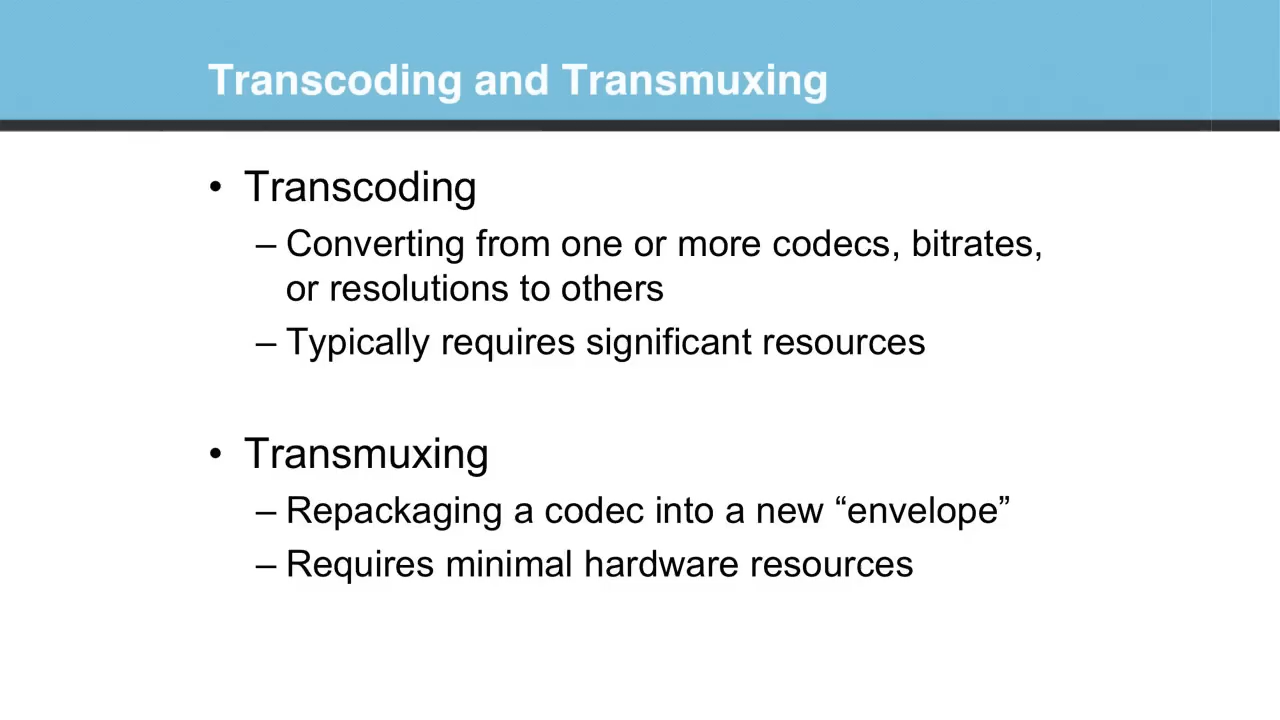 Transcoding and Transmuxing
• Transcoding
– Converting from one or more codecs, bitrates,
or resolutions to others
– Typically requires significant resources
• Transmuxing
– Repackaging a codec into a new “envelope”
– Requires minimal hardware resources